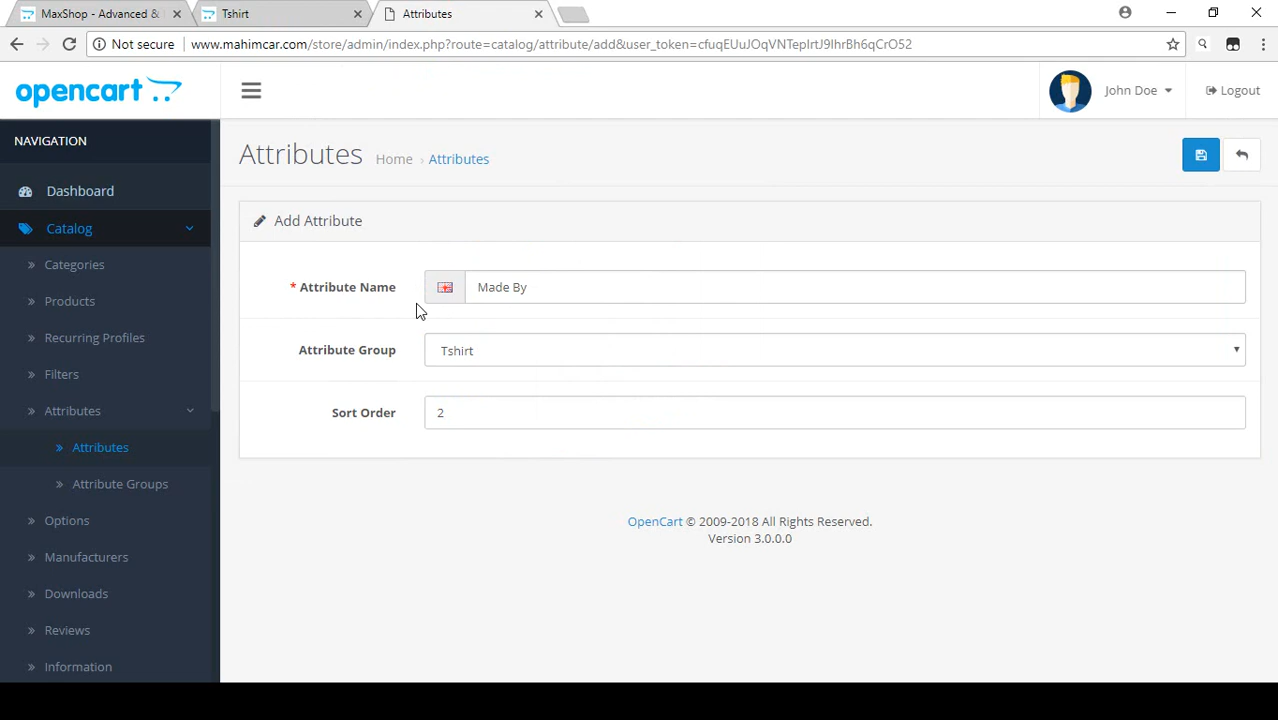 MaxShop - Advanced &
Tshirt
Attributes
Not secure
www.mahimcar.com/store/admin/index.php?route=catalog/attribute/add&user_token=cfuqEUuJOqVNTepIrtJ9IhrBh6qCrO52
opencart
John Doe
Logout
NAVIGATION
Dashboard
Catalog
Categories
Products
Recurring Profiles
Filters
Attributes
Attributes
Attribute Groups
Options
Manufacturers
Downloads
Reviews
Information
Attributes
Home › Attributes
Add Attribute
* Attribute Name
Made By
Attribute Group
Tshirt
Sort Order
2
OpenCart © 2009-2018 All Rights Reserved.
Version 3.0.0.0